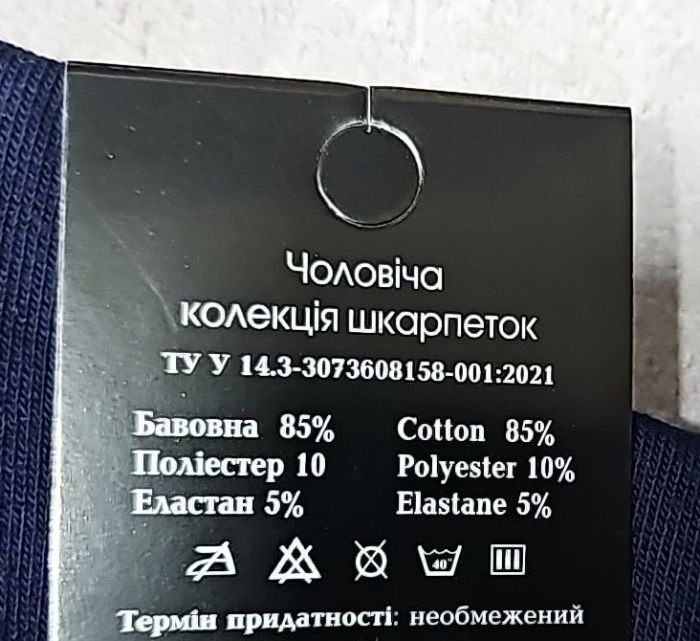 Чоловіча
колекція шкарпеток
ТУ У 14.3-3073608158-001:2021
Бавовна 85% Cotton 85%
Поліестер 10 Polyester 10%
Еластан 5% Elastane 5%
40°
Термін придатності: необмежений